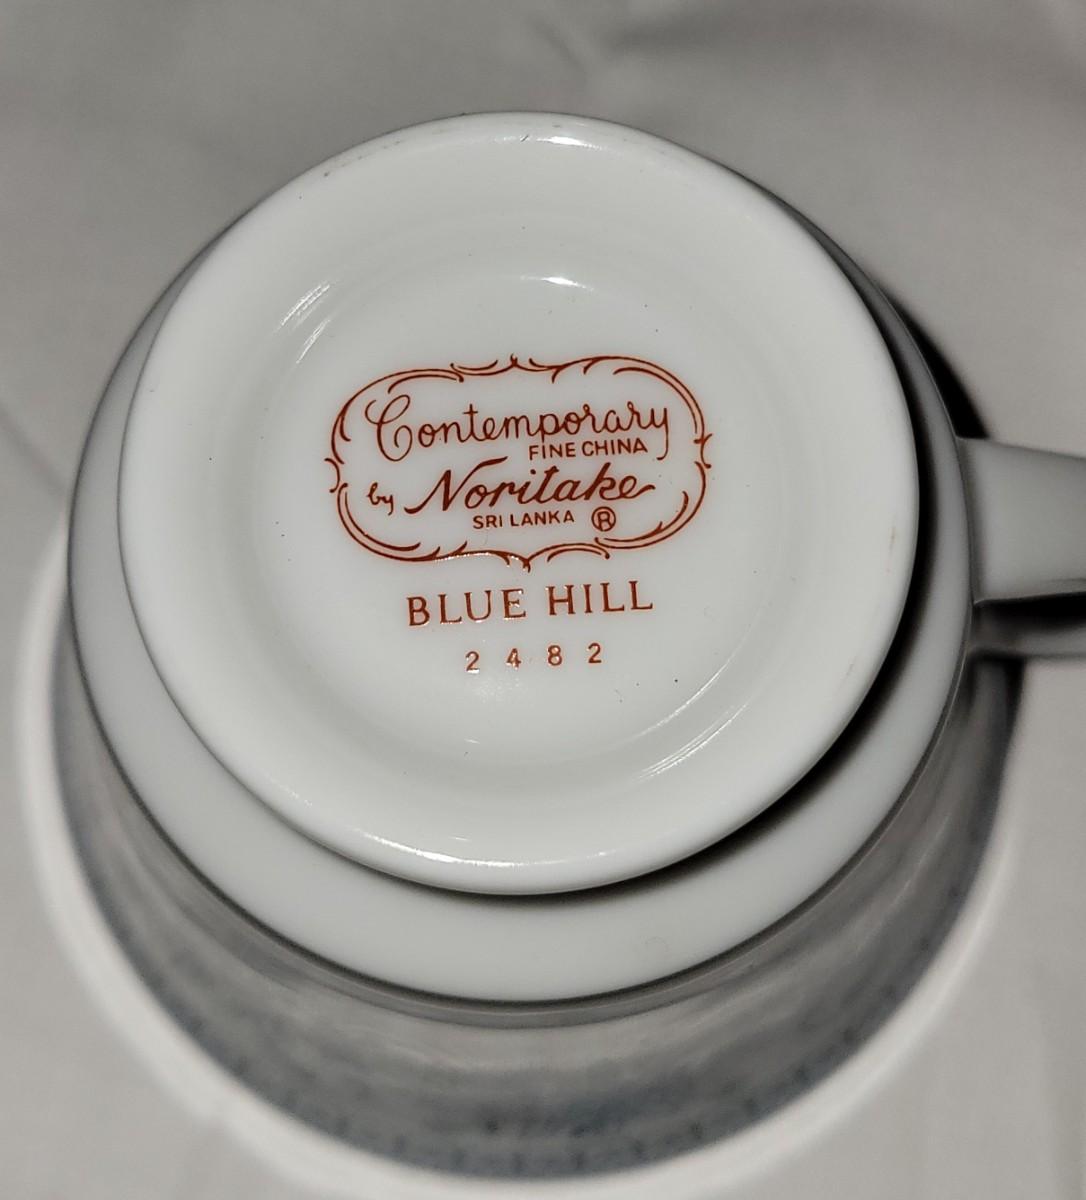 Contemporary
FINE CHINA
by Noritake
SRI LANKA ®
BLUE HILL
2482